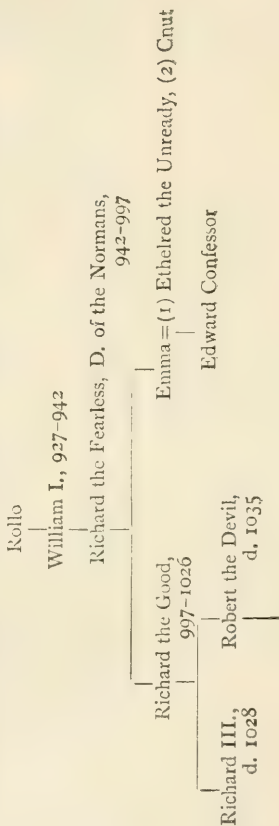 Rollo
William I., 927-942
Richard the Fearless, D. of the Normans,
942-997
Richard the Good,
997-1026
Emma = (1) Ethelred the Unready, (2) Cnut
Edward Confessor
Richard III.,
d. 1028
Robert the Devil,
d. 1035